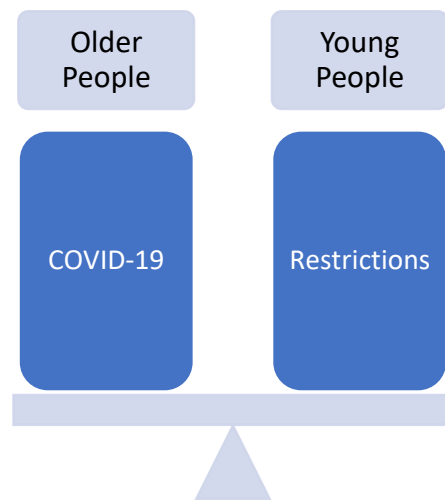 Older
People
Young
People
COVID-19
Restrictions